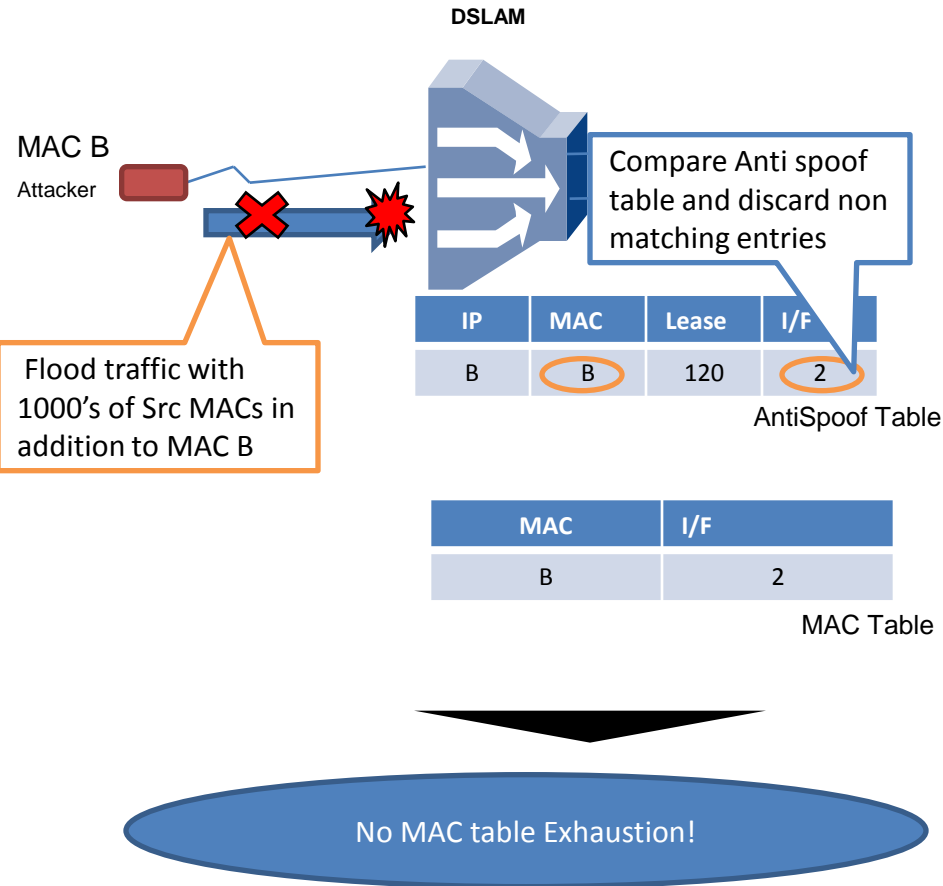 DSLAM
MAC B
Attacker
Compare Anti spoof
table and discard non
matching entries
IP MAC Lease I/F
B B 120 2
AntiSpoof Table
Flood traffic with
1000's of Src MACs in
addition to MAC B
MAC I/F
B 2
MAC Table
No MAC table Exhaustion!